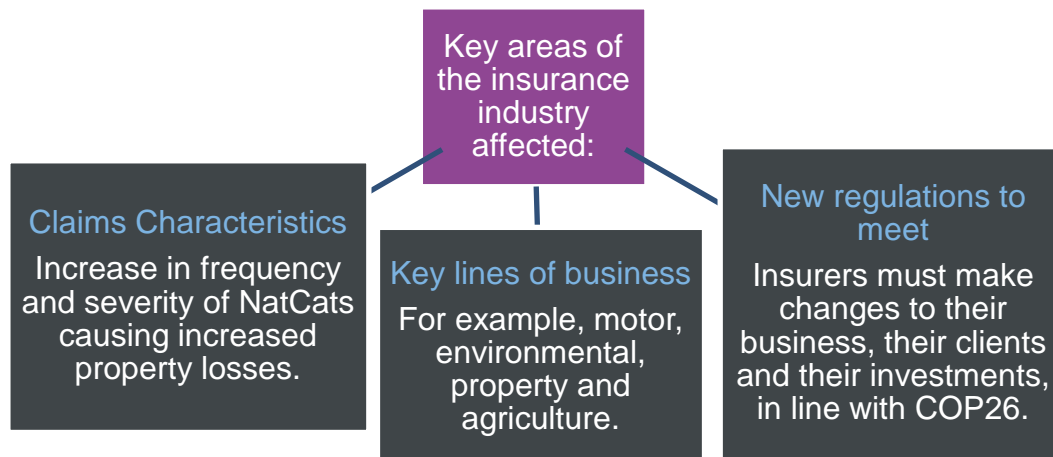 Key areas of
the insurance
industry
affected:
Claims Characteristics
Increase in frequency
and severity of NatCats
causing increased
property losses.
Key lines of business
For example, motor,
environmental,
property and
agriculture.
New regulations to
meet
Insurers must make
changes to their
business, their clients
and their investments,
in line with COP26.